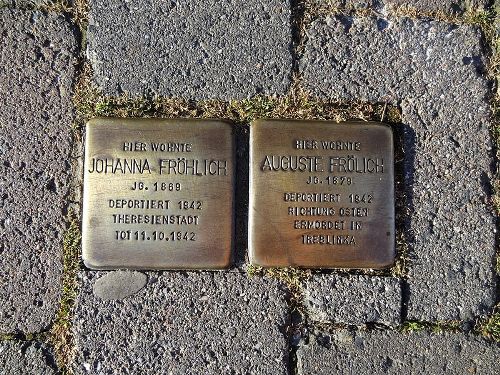 HIER WOHNTE
JOHANNA FRÖHLICH
JG. 1869
DEPORTIERT 1942
THERESIENSTADT
TOT 11.10.1942
HIER WOHNTE
AUGUSTE FRÖLICH
JG. 1879
DEPORTIERT 1942
RICHTUNG OSTEN
ERMORDET IN
TREBLINKA